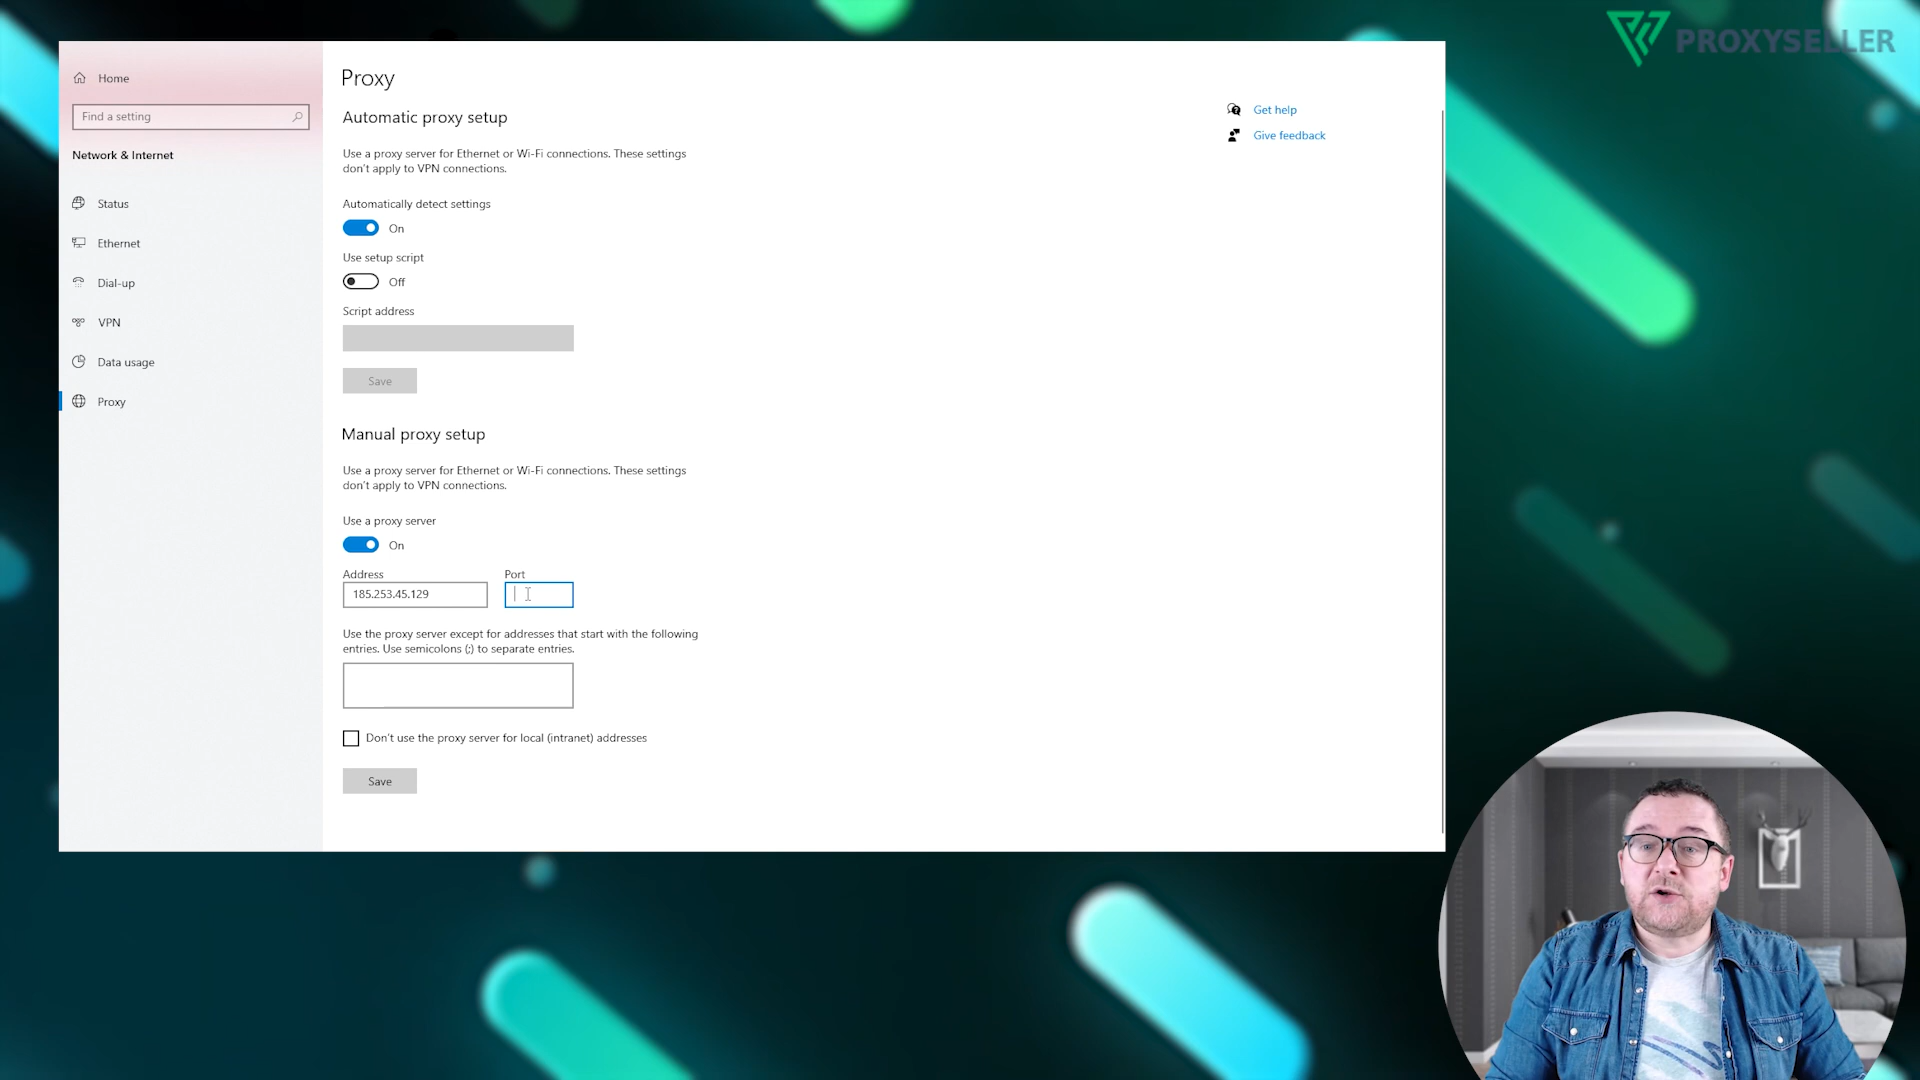 PROXYSELLER
Home
Find a setting
Network & Internet
Status
Ethernet
Dial-up
VPN
Data usage
Proxy
Proxy
Automatic proxy setup
Use a proxy server for Ethernet or Wi-Fi connections. These settings
don't apply to VPN connections.
Automatically detect settings
On
Use setup script
Off
Script address
Save
Manual proxy setup
Use a proxy server for Ethernet or Wi-Fi connections. These settings
don't apply to VPN connections.
Use a proxy server
On
Address Port
185.253.45.129
Use the proxy server except for addresses that start with the following
entries. Use semicolons (;) to separate entries.
Don't use the proxy server for local (intranet) addresses
Save
Get help
Give feedback